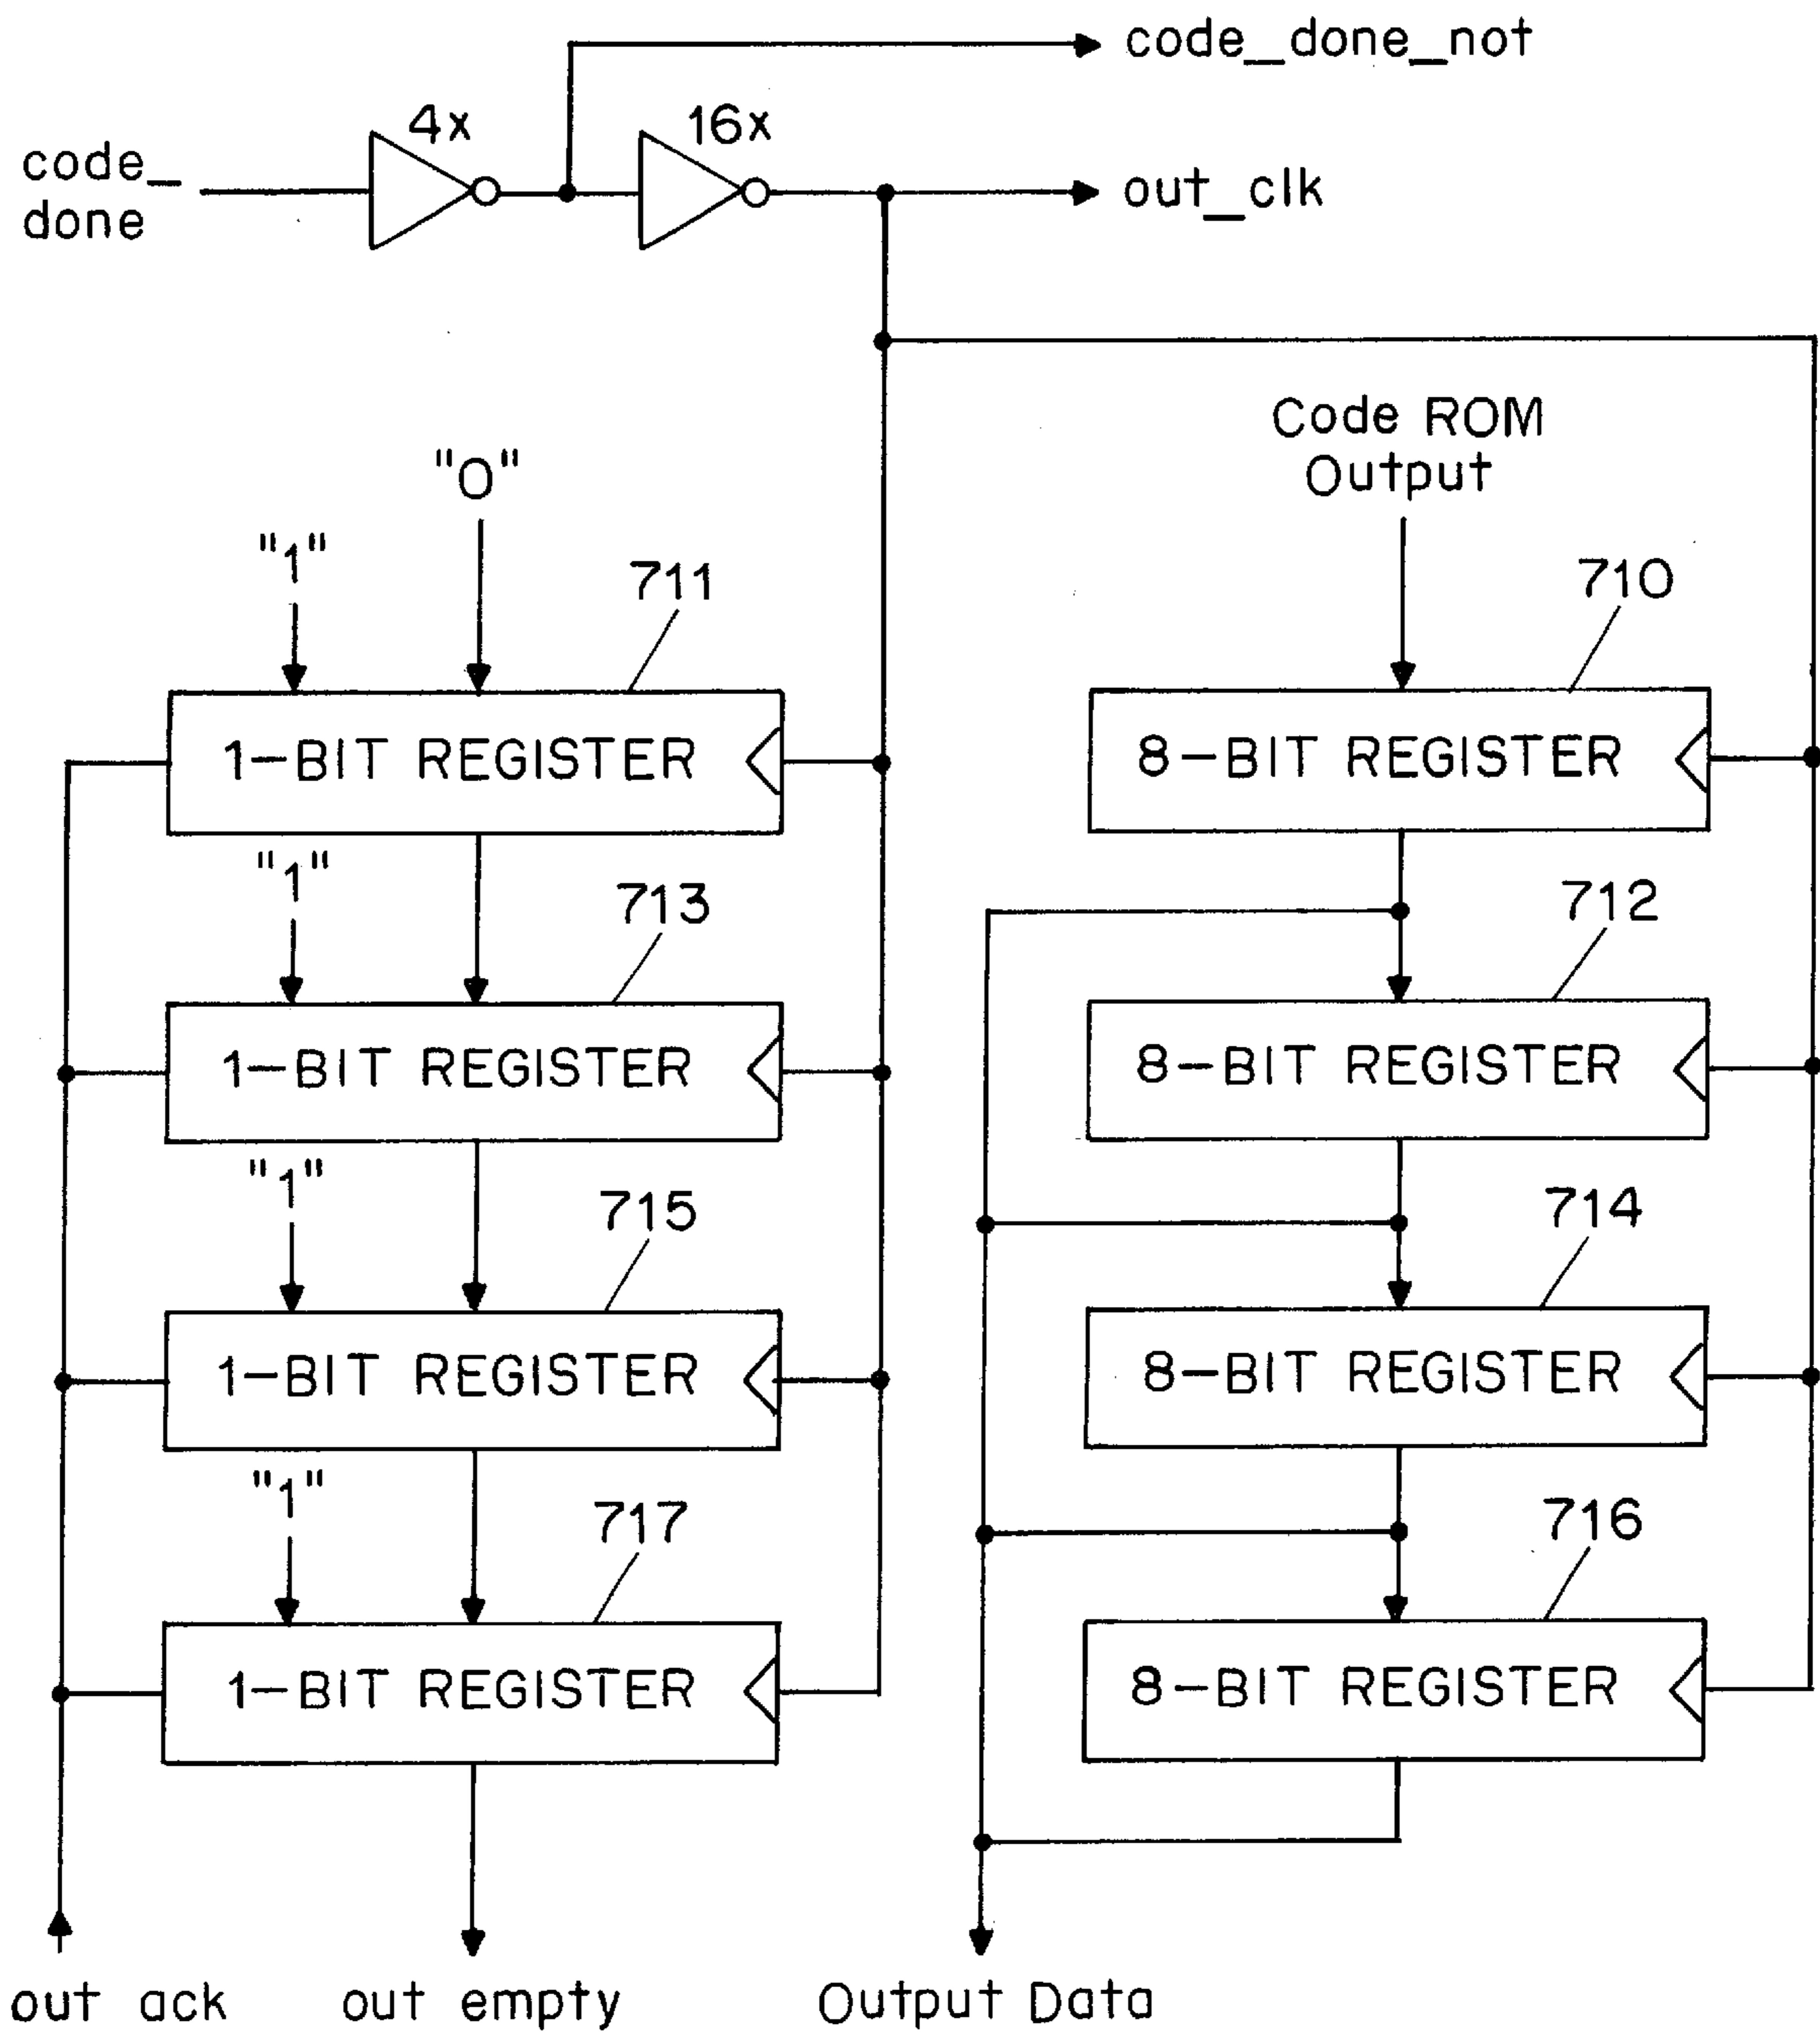 code_done_not
4x
16x
code_
done
out_clk
Code ROM
Output
"0"
"1"
711
710
1-BIT REGISTER
8-BIT REGISTER
"1"
713
712
1-BIT REGISTER
8-BIT REGISTER
"1"
715
714
1-BIT REGISTER
8-BIT REGISTER
"1"
717
716
1-BIT REGISTER
8-BIT REGISTER
out ack
out empty
Output Data